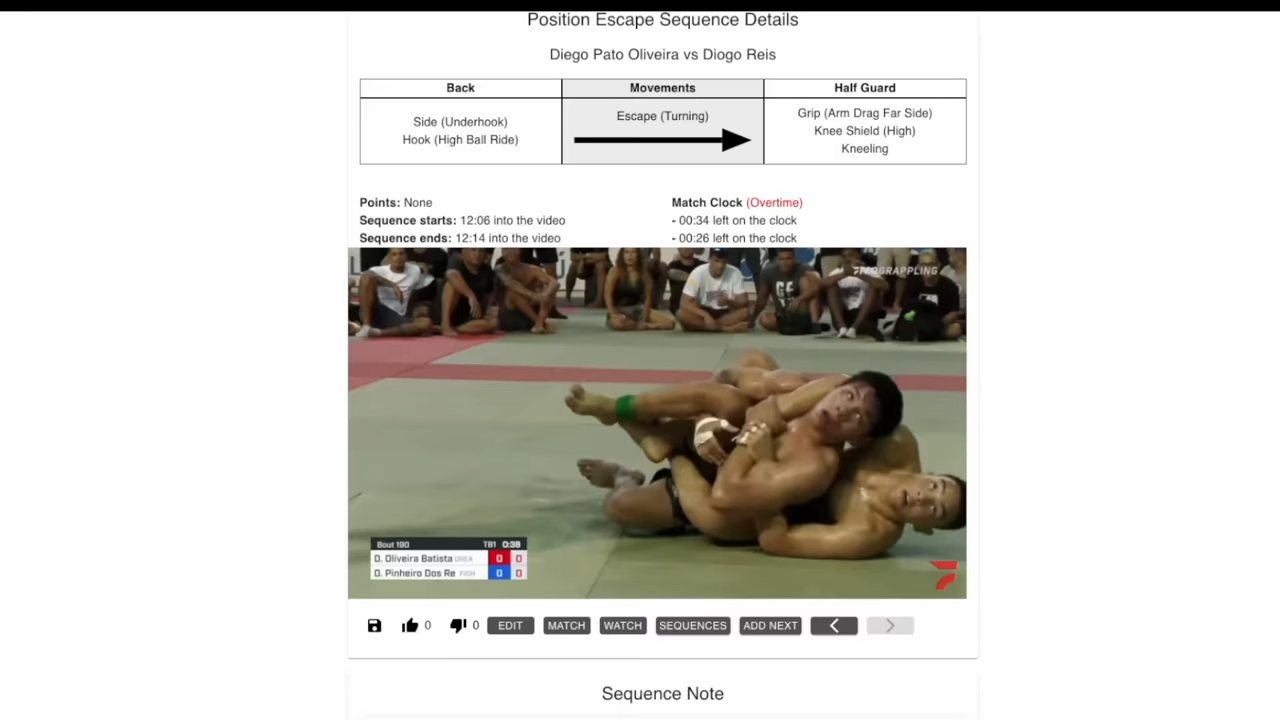 Position Escape Sequence Details
Diego Pato Oliveira vs Diogo Reis
Back Movements Half Guard
Side (Underhook)
Hook (High Ball Ride)
Escape (Turning)
Grip (Arm Drag Far Side)
Knee Shield (High)
Kneeling
Points: None
Sequence starts: 12:06 into the video
Sequence ends: 12:14 into the video
Match Clock (Overtime)
- 00:34 left on the clock
- 00:26 left on the clock
FLOGRAPPLING
Bout 190 TB1 0:38
D. Oliveira Batista DREA 0 0
D. Pinheiro Dos Re 0 0
0 0 EDIT MATCH WATCH SEQUENCES ADD NEXT
Sequence Note